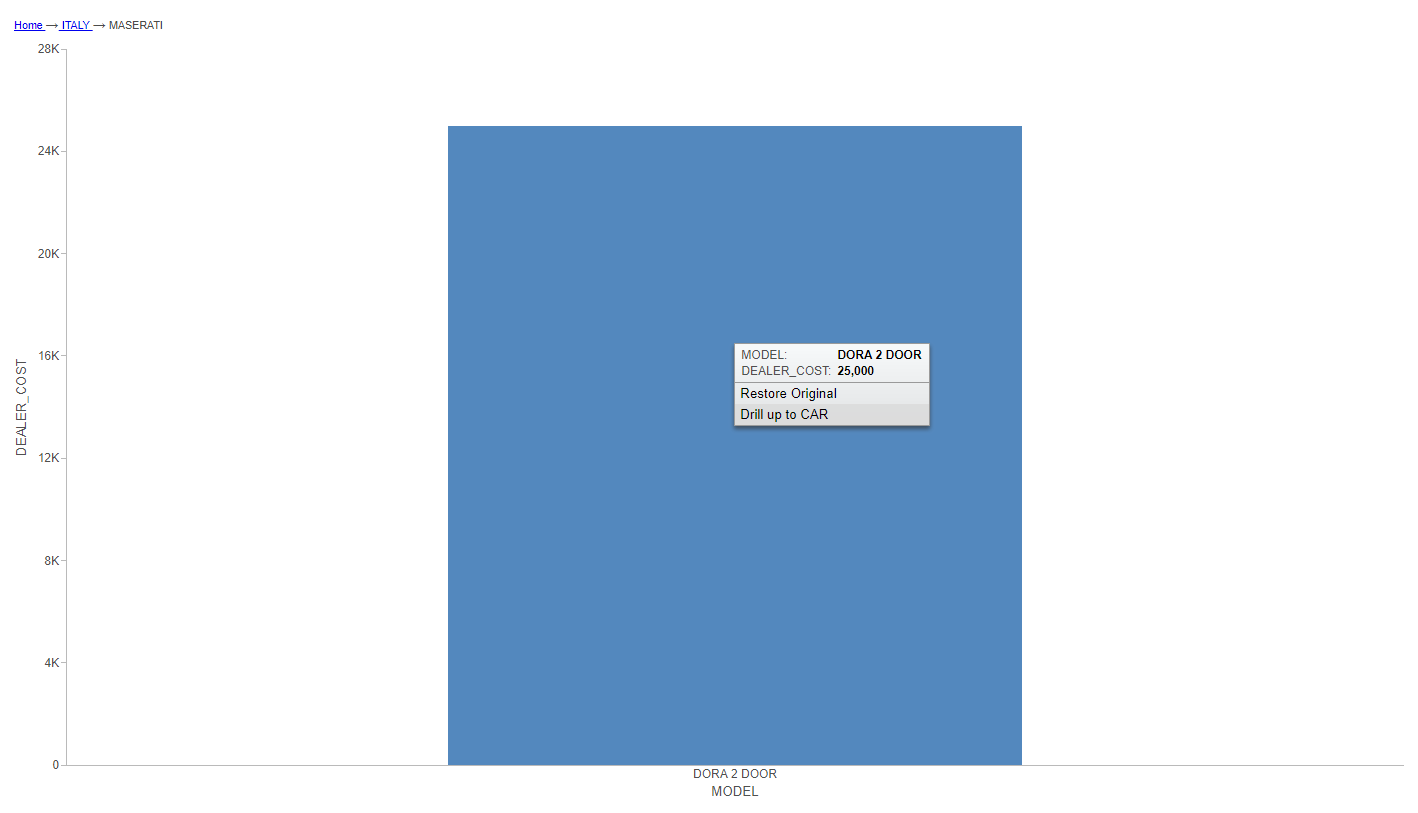 Home → ITALY → MASERATI
28K
24K
20K
16K
12K
8K
4K
0
DEALER_COST
MODEL: DORA 2 DOOR
DEALER_COST: 25,000
Restore Original
Drill up to CAR
DORA 2 DOOR
MODEL